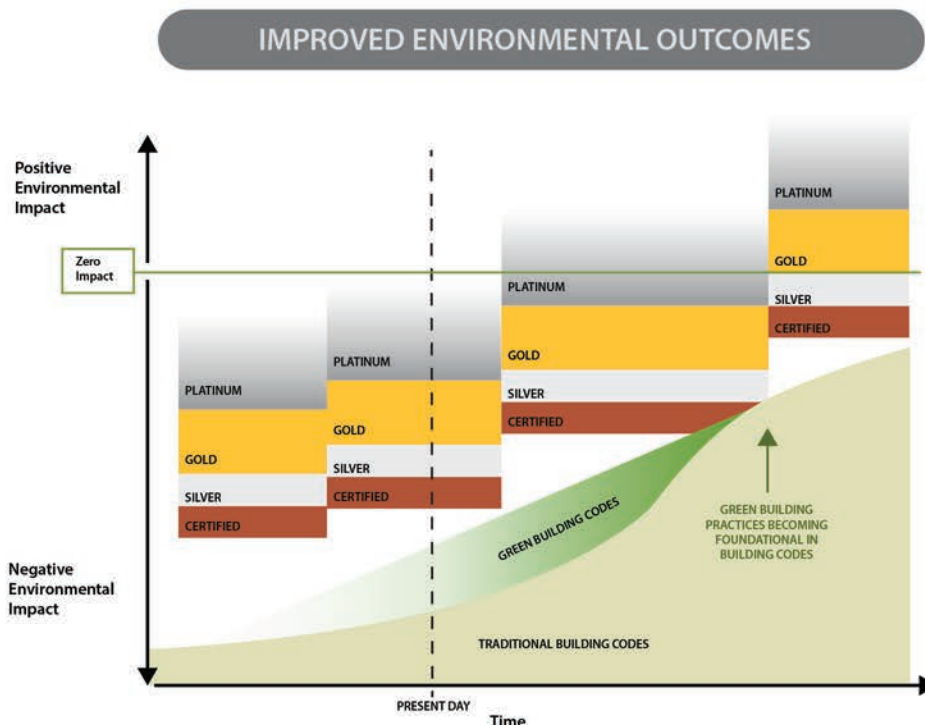 IMPROVED ENVIRONMENTAL OUTCOMES
Positive
Environmental
Impact
Zero
Impact
Negative
Environmental
Impact
PLATINUM
GOLD
SILVER
CERTIFIED
PLATINUM
GOLD
SILVER
CERTIFIED
PLATINUM
GOLD
SILVER
CERTIFIED
PLATINUM
GOLD
SILVER
CERTIFIED
GREEN BUILDING CODES
GREEN BUILDING
PRACTICES BECOMING
FOUNDATIONAL IN
BUILDING CODES
TRADITIONAL BUILDING CODES
PRESENT DAY
Time